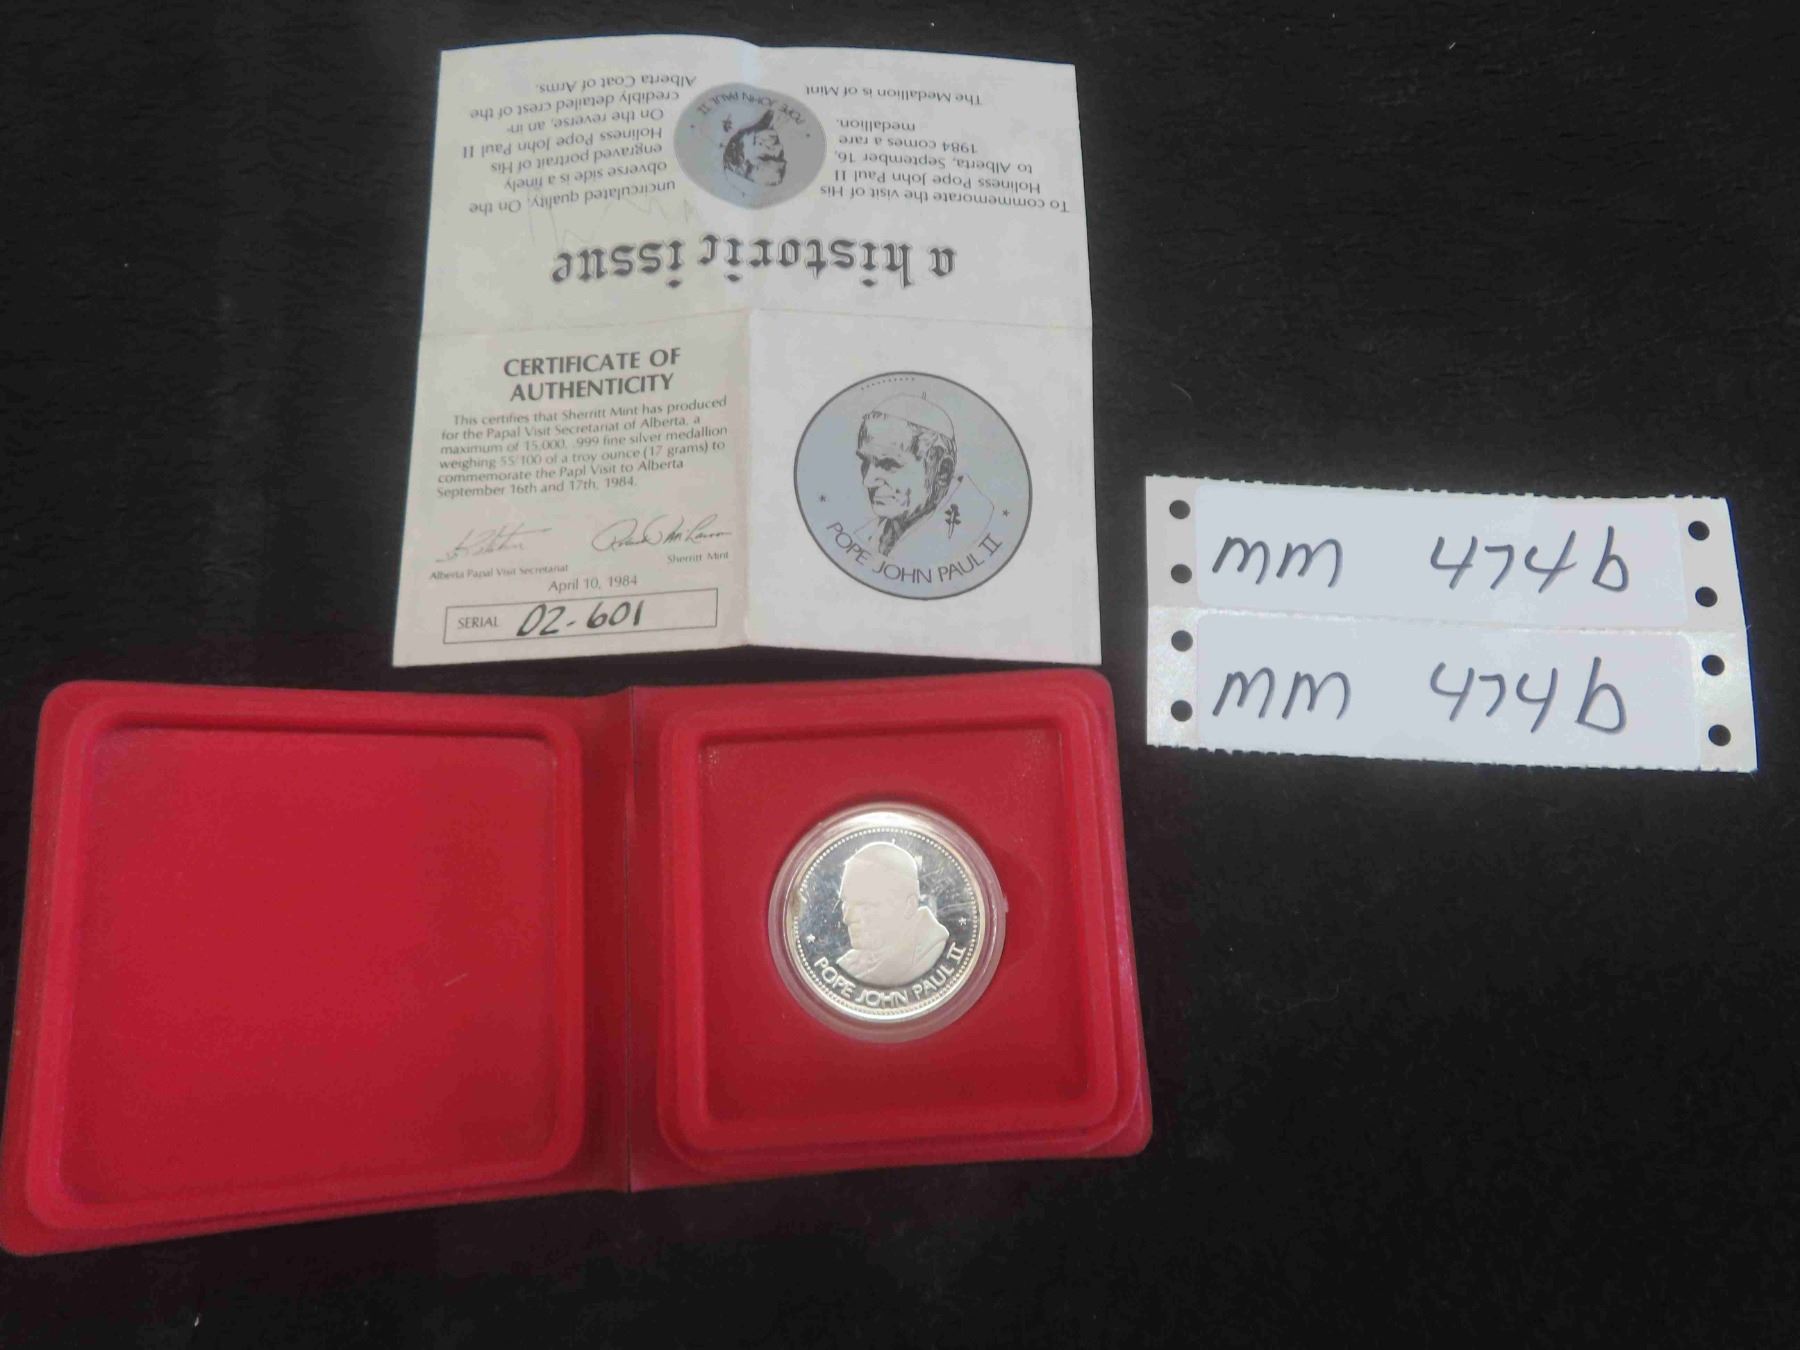 a historic issue
To commemorate the visit of His
Holiness Pope John Paul II
to Alberta, September 16,
1984 comes a rare
medallion.
The Medallion is of Mint
uncirculated quality. On the
obverse side is a finely
engraved portrait of His
Holiness Pope John Paul II
On the reverse, an in-
credibly detailed crest of the
Alberta Coat of Arms.
POPE JOHN PAUL II
CERTIFICATE OF
AUTHENTICITY
This certifies that Sherritt Mint has produced
for the Papal Visit Secretariat of Alberta, a
maximum of 15,000, .999 fine silver medallion
weighing 55/100 of a troy ounce (17 grams) to
commemorate the Papl Visit to Alberta
September 16th and 17th, 1984.
Alberta Papal Visit Secretariat
Sherritt Mint
April 10, 1984
SERIAL 02-601
POPE JOHN PAUL II
mm 474b
mm 474b
POPE JOHN PAUL II